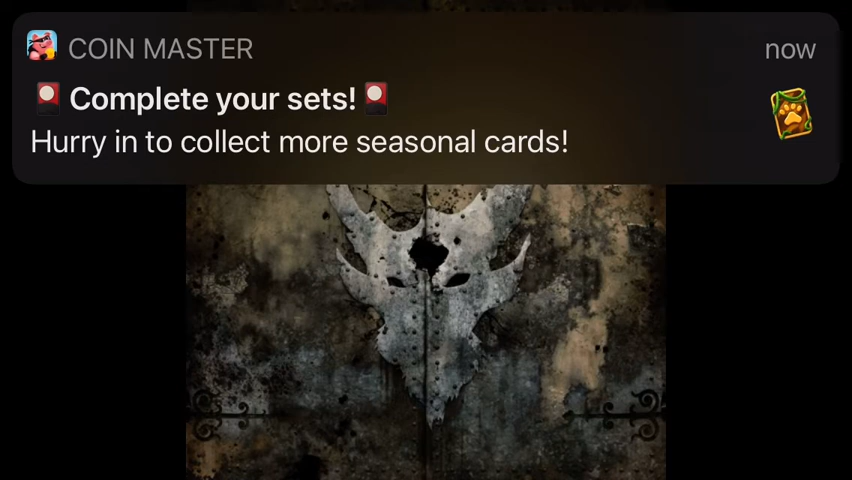 COIN MASTER
now
🎴 Complete your sets! 🎴
Hurry in to collect more seasonal cards!